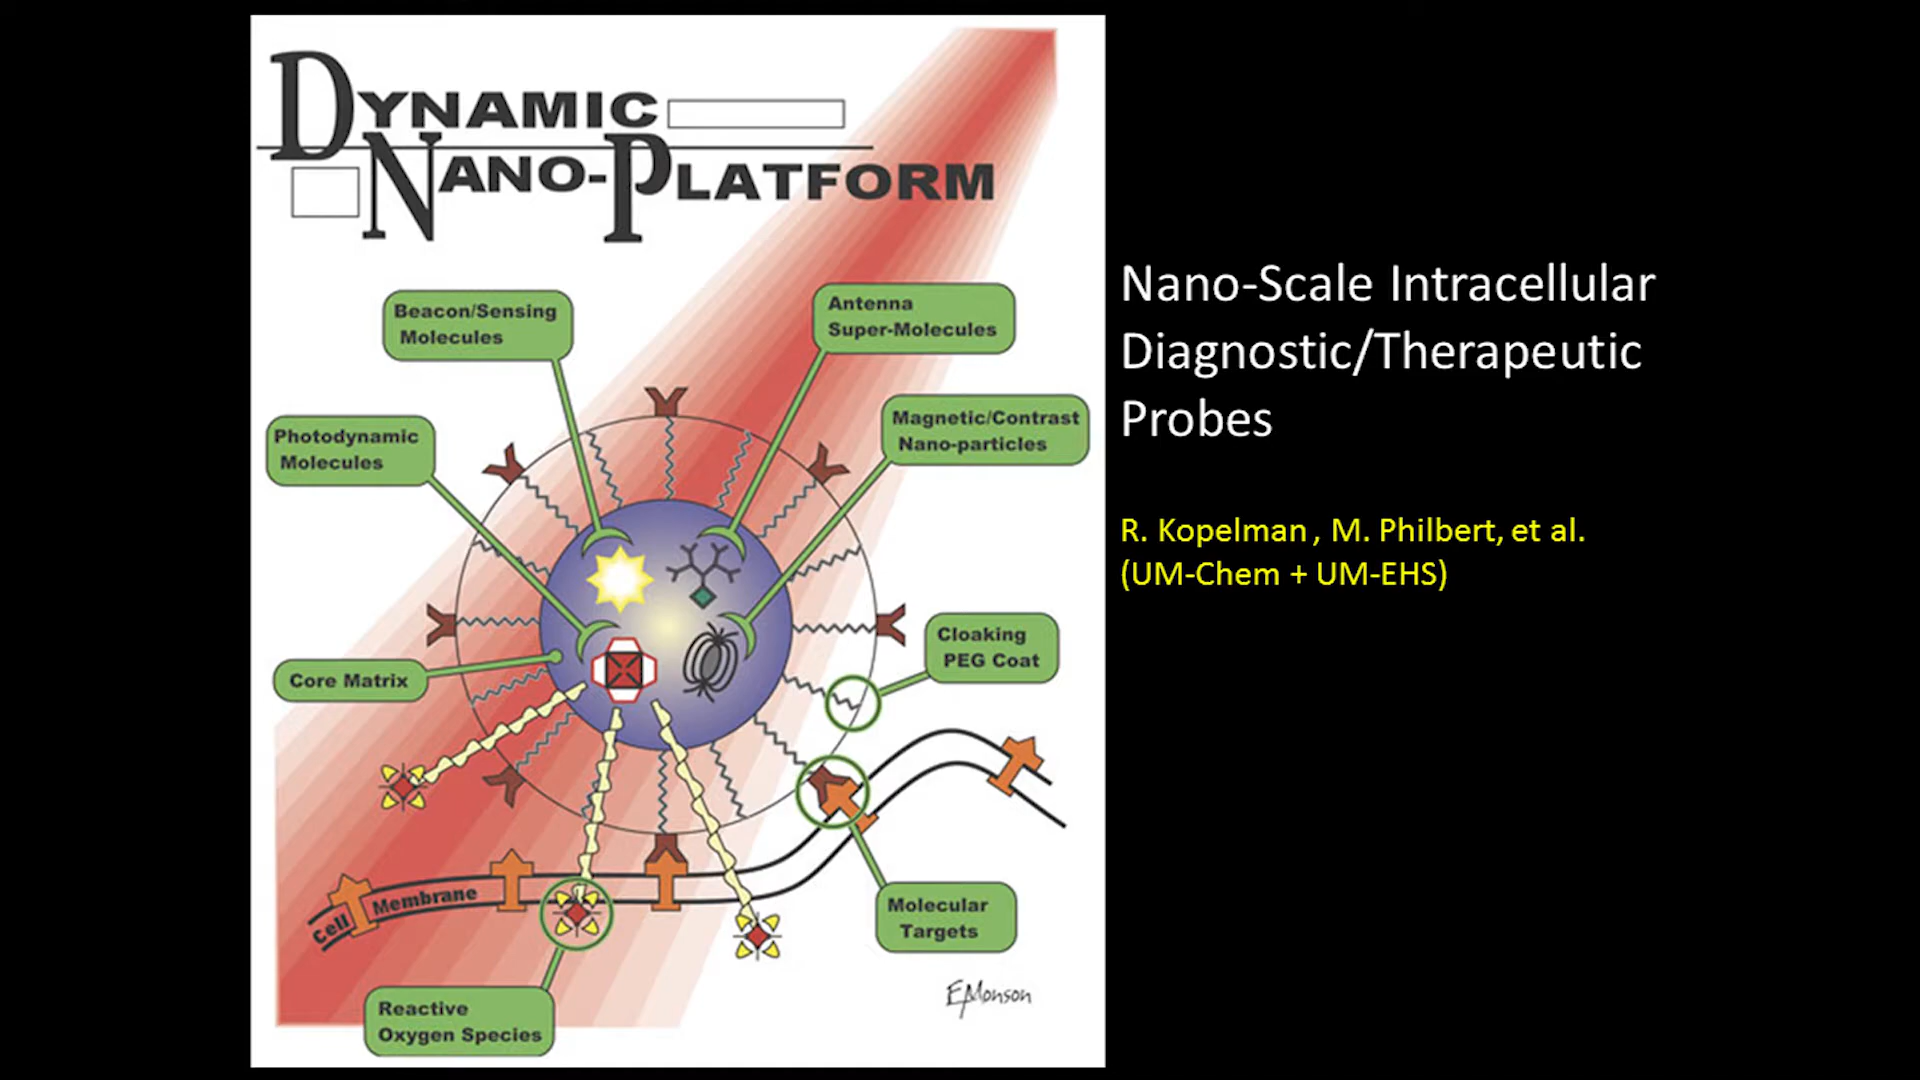 DYNAMIC
NANO-PLATFORM
Beacon/Sensing
Molecules
Antenna
Super-Molecules
Photodynamic
Molecules
Magnetic/Contrast
Nano-particles
Core Matrix
Cloaking
PEG Coat
Cell Membrane
Molecular
Targets
Reactive
Oxygen Species
EMonson
Nano-Scale Intracellular
Diagnostic/Therapeutic
Probes
R. Kopelman , M. Philbert, et al.
(UM-Chem + UM-EHS)